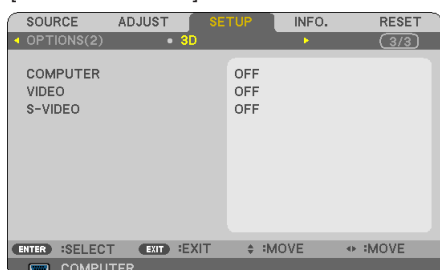 SOURCE ADJUST SETUP INFO. RESET
OPTIONS(2) 3D 3/3
COMPUTER OFF
VIDEO OFF
S-VIDEO OFF
ENTER :SELECT EXIT :EXIT :MOVE :MOVE
COMPUTER